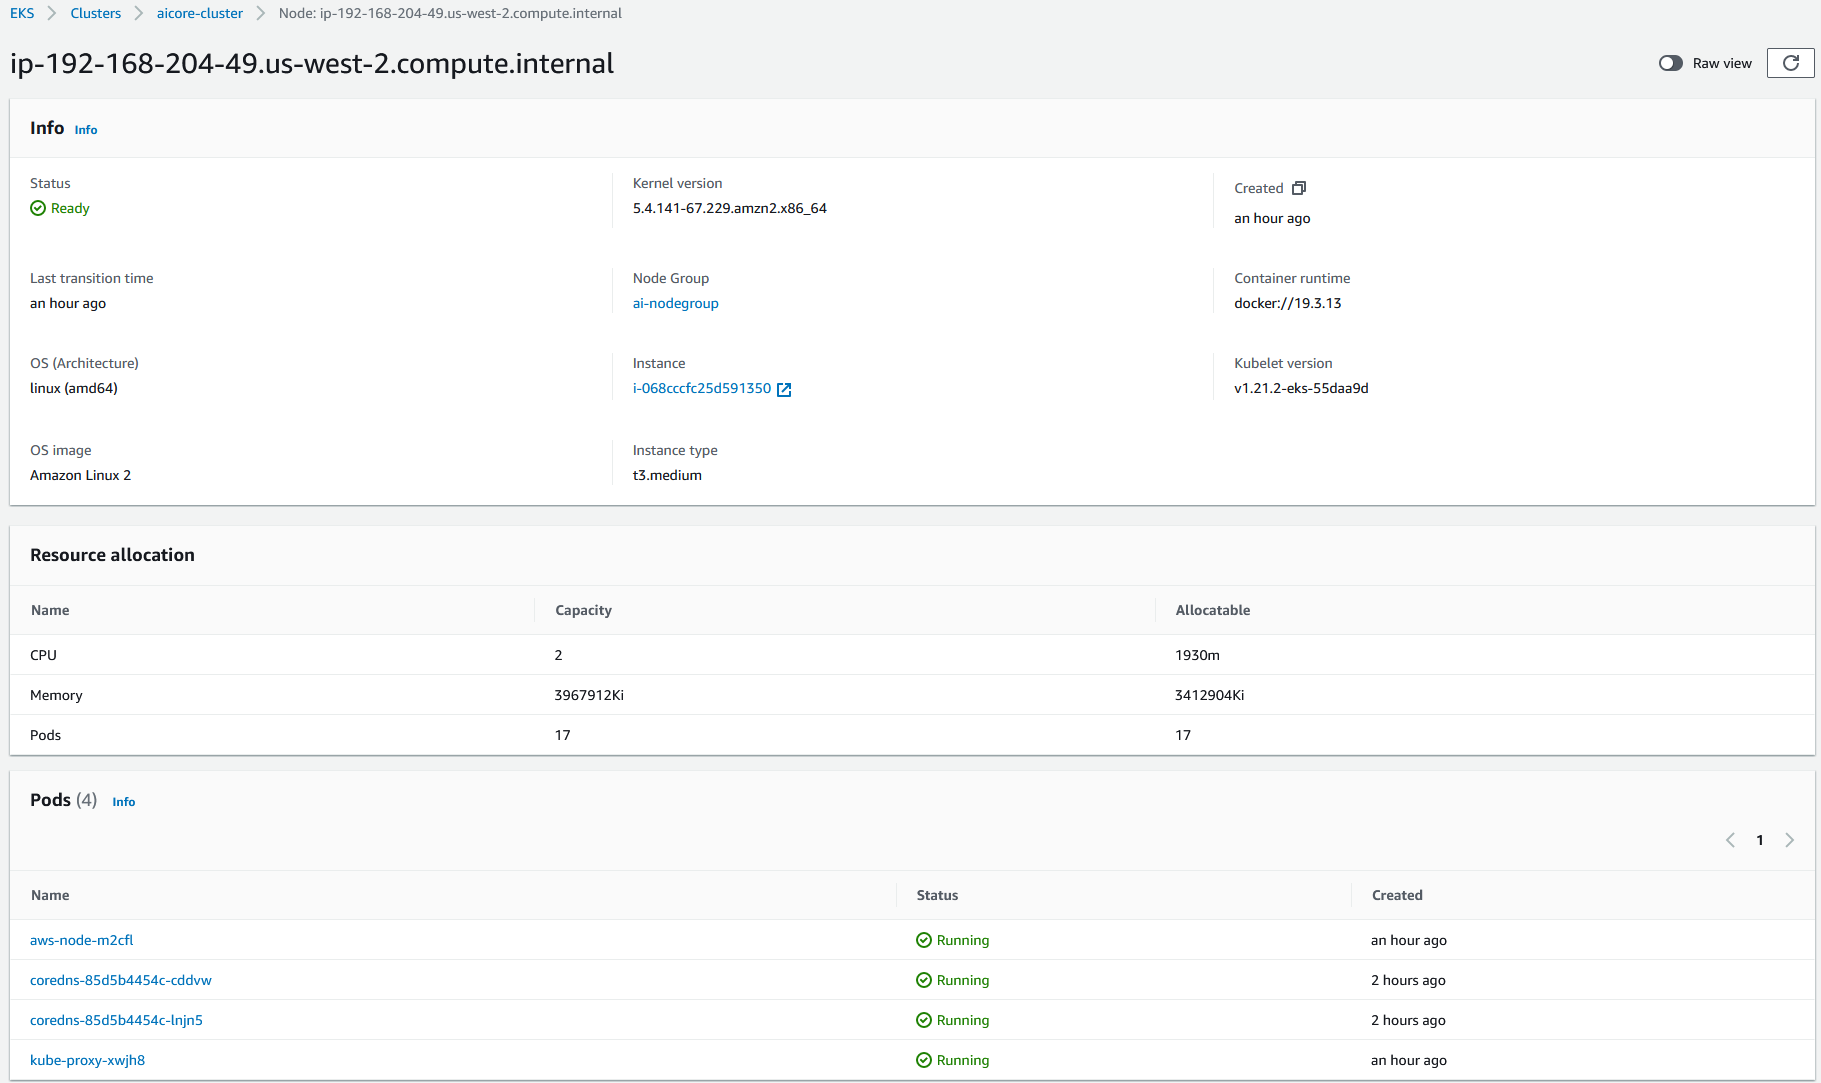 EKS > Clusters > aicore-cluster > Node: ip-192-168-204-49.us-west-2.compute.internal
ip-192-168-204-49.us-west-2.compute.internal
Raw view
Info Info
Status Kernel version Created
Ready 5.4.141-67.229.amzn2.x86_64 an hour ago
Last transition time Node Group Container runtime
an hour ago ai-nodegroup docker://19.3.13
OS (Architecture) Instance Kubelet version
linux (amd64) i-068cccfc25d591350 v1.21.2-eks-55daa9d
OS image Instance type
Amazon Linux 2 t3.medium
Resource allocation
Name Capacity Allocatable
CPU 2 1930m
Memory 3967912Ki 3412904Ki
Pods 17 17
Pods (4) Info
1
Name Status Created
aws-node-m2cfl Running an hour ago
coredns-85d5b4454c-cddvw Running 2 hours ago
coredns-85d5b4454c-lnjn5 Running 2 hours ago
kube-proxy-xwjh8 Running an hour ago